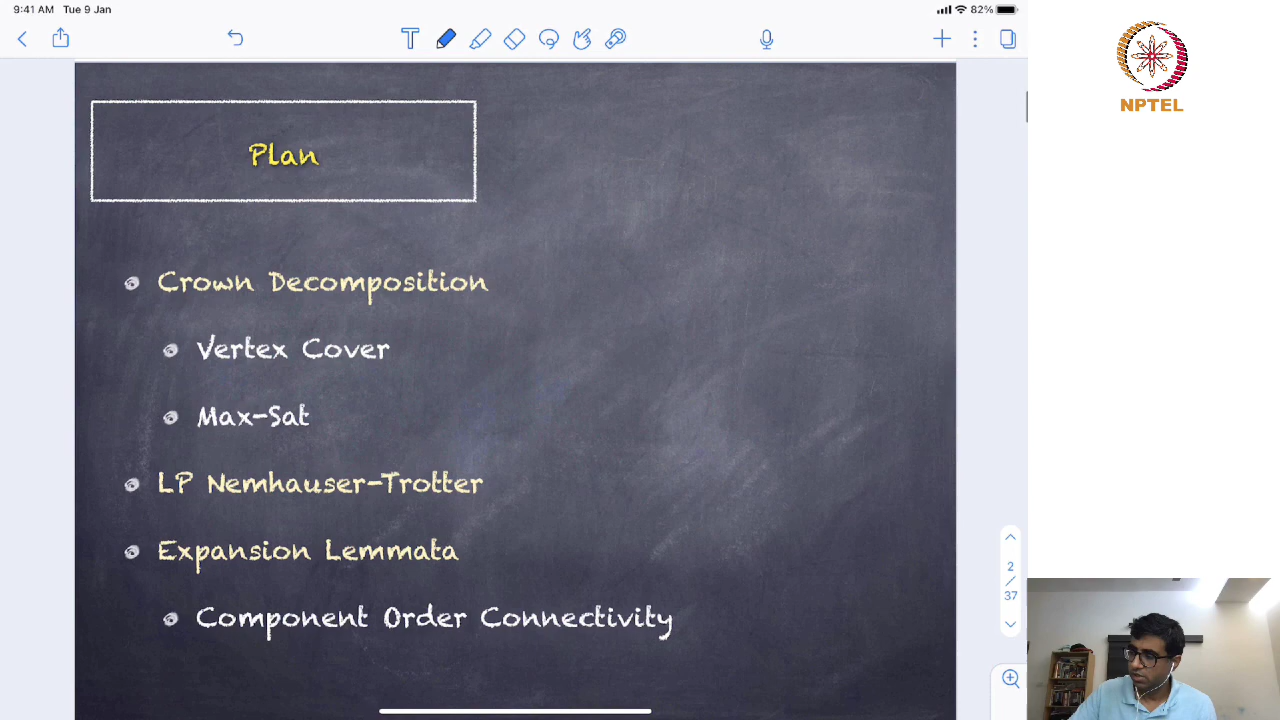 9:41 AM Tue 9 Jan
82%
Plan
Crown Decomposition
Vertex Cover
Max-Sat
LP Nemhauser-Trotter
Expansion Lemmata
Component Order Connectivity
2
/
37
NPTEL